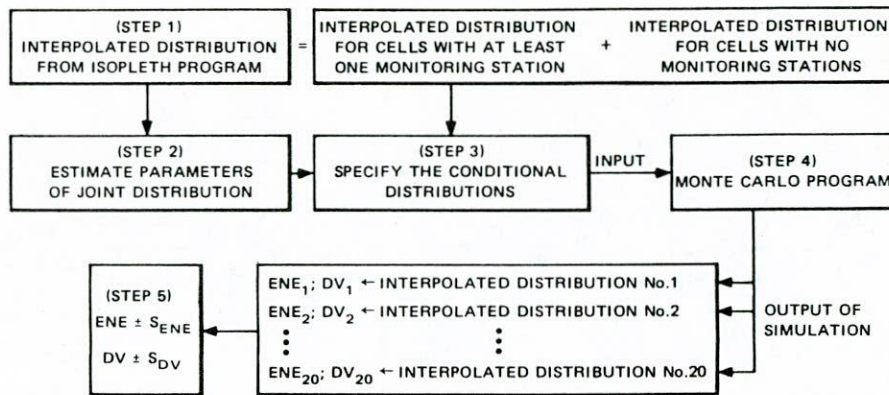 (STEP 1)
INTERPOLATED DISTRIBUTION
FROM ISOPLETH PROGRAM
=
INTERPOLATED DISTRIBUTION
FOR CELLS WITH AT LEAST
ONE MONITORING STATION
+
INTERPOLATED DISTRIBUTION
FOR CELLS WITH NO
MONITORING STATIONS
(STEP 2)
ESTIMATE PARAMETERS
OF JOINT DISTRIBUTION
(STEP 3)
SPECIFY THE CONDITIONAL
DISTRIBUTIONS
INPUT
(STEP 4)
MONTE CARLO PROGRAM
(STEP 5)
ENE ± S_ENE
DV ± S_DV
ENE₁; DV₁ ← INTERPOLATED DISTRIBUTION No.1
ENE₂; DV₂ ← INTERPOLATED DISTRIBUTION No.2
⋮ ⋮ ⋮
ENE₂₀; DV₂₀ ← INTERPOLATED DISTRIBUTION No.20
OUTPUT OF
SIMULATION